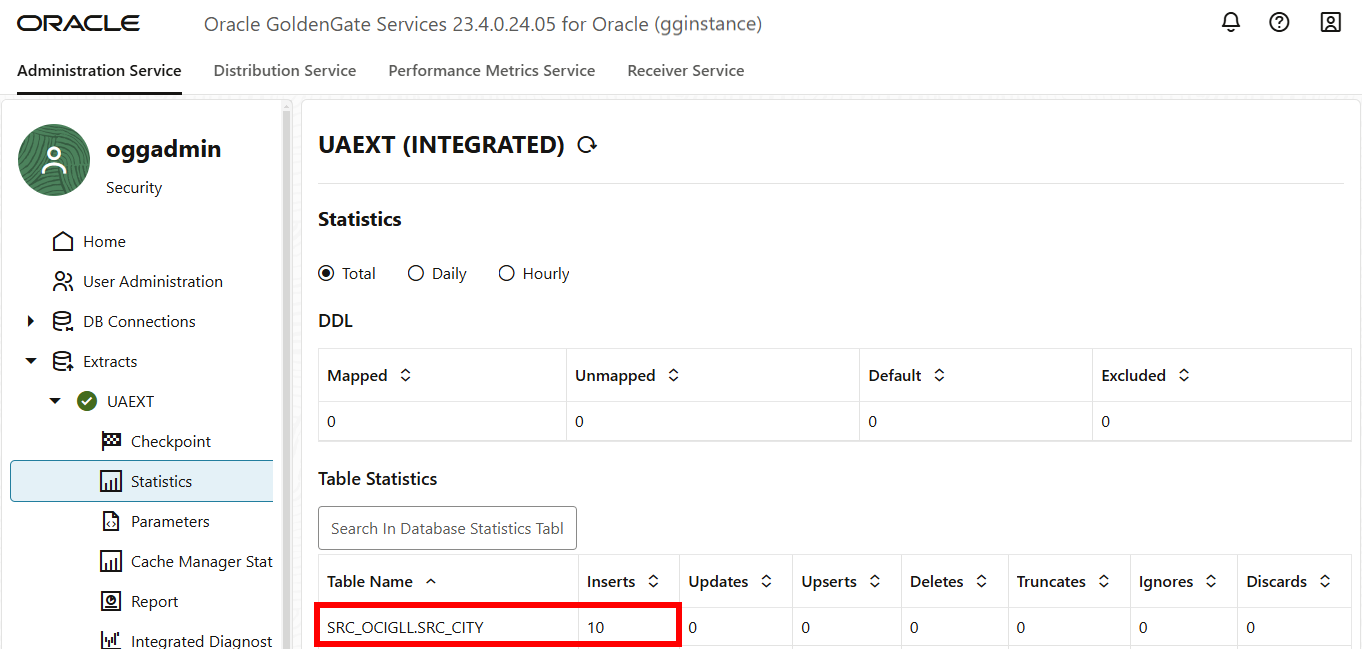 ORACLE Oracle GoldenGate Services 23.4.0.24.05 for Oracle (gginstance)
Administration Service Distribution Service Performance Metrics Service Receiver Service
oggadmin
Security
Home
User Administration
DB Connections
Extracts
UAEXT
Checkpoint
Statistics
Parameters
Cache Manager Stat
Report
Integrated Diagnost
UAEXT (INTEGRATED)
Statistics
Total Daily Hourly
DDL
Mapped Unmapped Default Excluded
0 0 0 0
Table Statistics
Search In Database Statistics Tabl
Table Name Inserts Updates Upserts Deletes Truncates Ignores Discards
SRC_OCIGLL.SRC_CITY 10 0 0 0 0 0 0